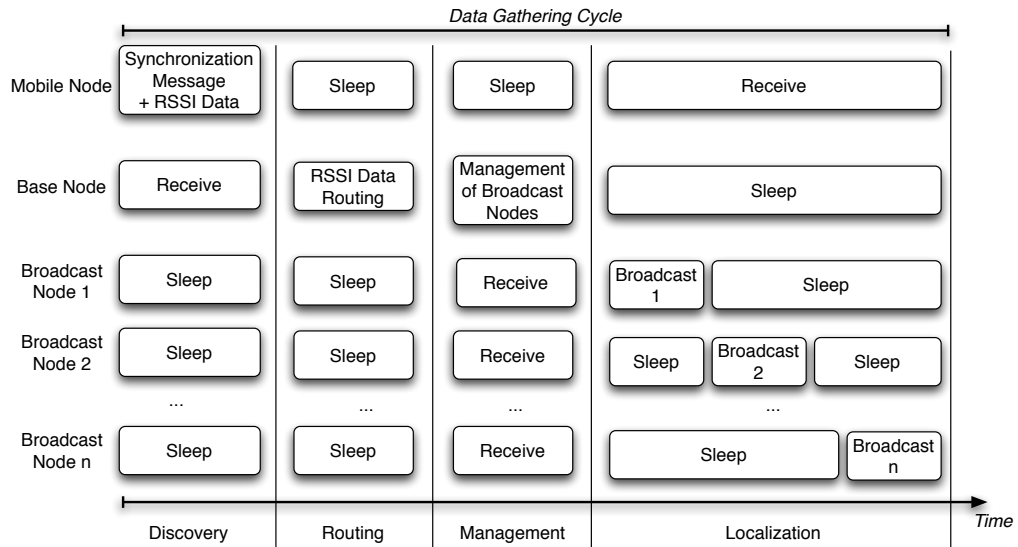 Data Gathering Cycle
Mobile Node
Synchronization
Message
+ RSSI Data
Sleep
Sleep
Receive
Base Node
Receive
RSSI Data
Routing
Management
of Broadcast
Nodes
Sleep
Broadcast
Node 1
Sleep
Sleep
Receive
Broadcast
1
Sleep
Broadcast
Node 2
Sleep
Sleep
Receive
Sleep
Broadcast
2
Sleep
...
...
...
...
Broadcast
Node n
Sleep
Sleep
Receive
Sleep
Broadcast
n
Time
Discovery
Routing
Management
Localization